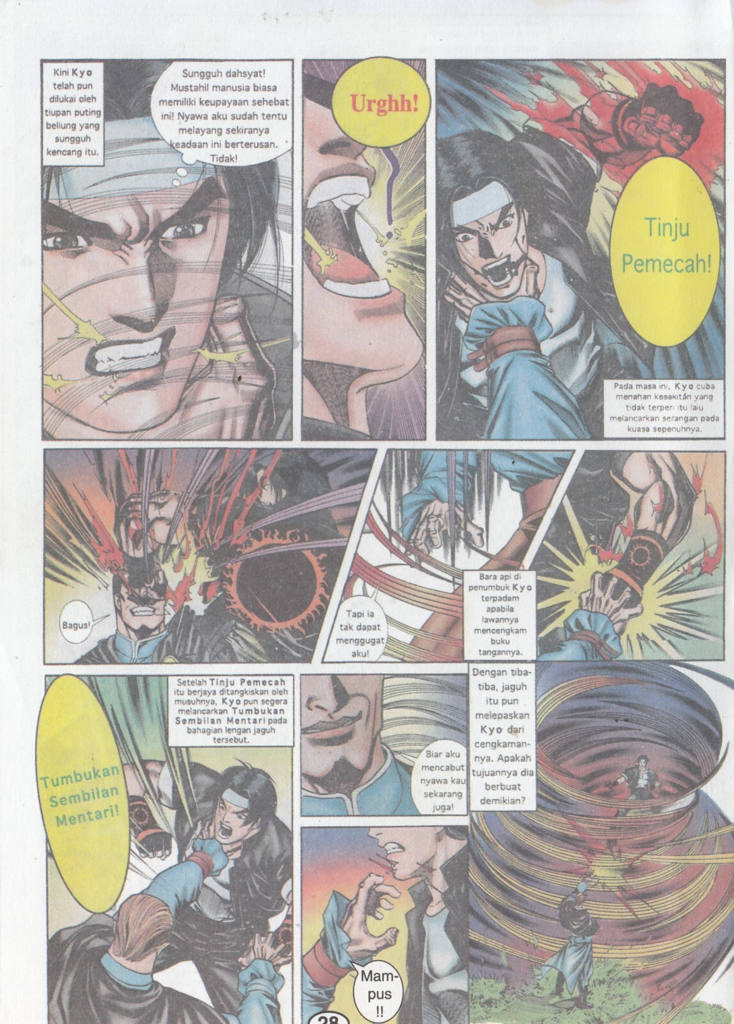 Kini Kyo
telah pun
dilukai oleh
tiupan puting
beliung yang
sungguh
kencang itu.
Sungguh dahsyat!
Mustahil manusia biasa
memiliki keupayaan sehebat
ini! Nyawa aku sudah tentu
melayang sekiranya
keadaan ini berterusan.
Tidak!
Urghh!
Tinju
Pemecah!
Pada masa ini, Kyo cuba
menahan kesakitan yang
tidak terperi itu lalu
melancarkan serangan pada
kuasa sepenuhnya.
Bagus!
Tapi ia
tak dapat
menggugat
aku!
Bara api di
penumbuk Kyo
terpadam
apabila
lawannya
mencengkam
buku
tangannya.
Setelah Tinju Pemecah
itu berjaya ditangkiskan oleh
musuhnya, Kyo pun segera
melancarkan Tumbukan
Sembilan Mentari pada
bahagian lengan jaguh
tersebut.
Tumbukan
Sembilan
Mentari!
Biar aku
mencabut
nyawa kau
sekarang
juga!
Dengan tiba-
tiba, jaguh
itu pun
melepaskan
Kyo dari
cengkaman-
nya. Apakah
tujuannya dia
berbuat
demikian?
Mam-
pus
!!
28